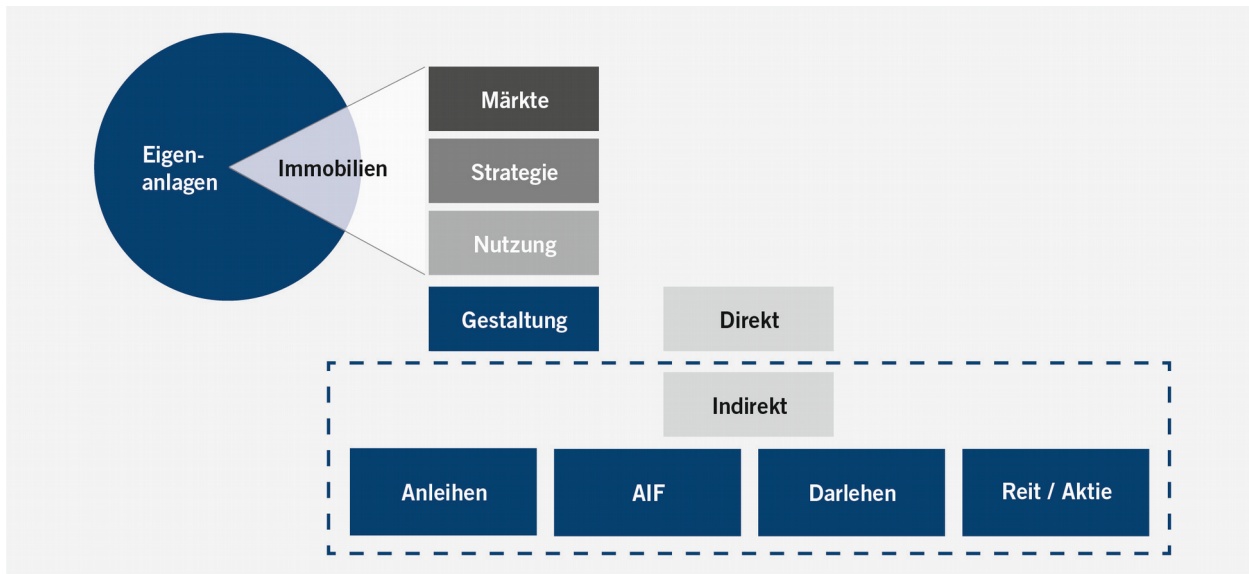 Eigen-
anlagen
Immobilien
Märkte
Strategie
Nutzung
Gestaltung
Direkt
Indirekt
Anleihen
AIF
Darlehen
Reit / Aktie